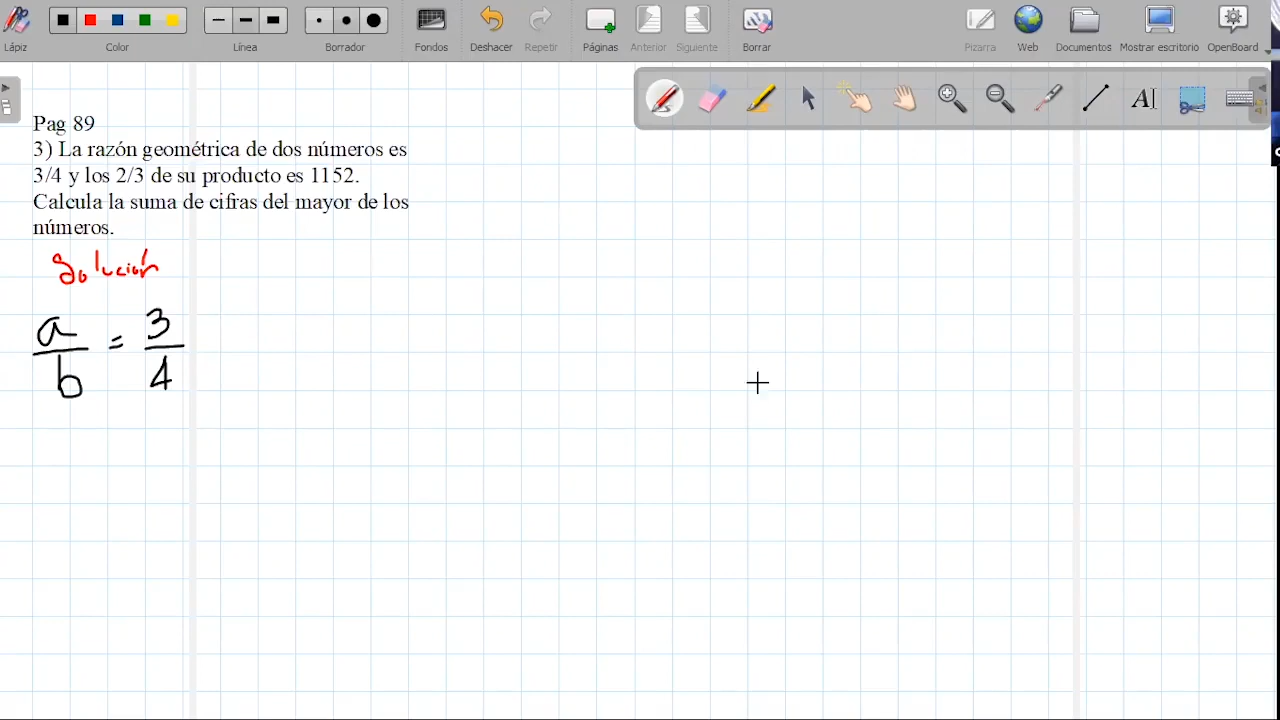 Lápiz Color Línea Borrador Fondos Deshacer Repetir Páginas Anterior Siguiente Borrar Pizarra Web Documentos Mostrar escritorio OpenBoard
Pag 89
3) La razón geométrica de dos números es
3/4 y los 2/3 de su producto es 1152.
Calcula la suma de cifras del mayor de los
números.
Solución
a/b = 3/4